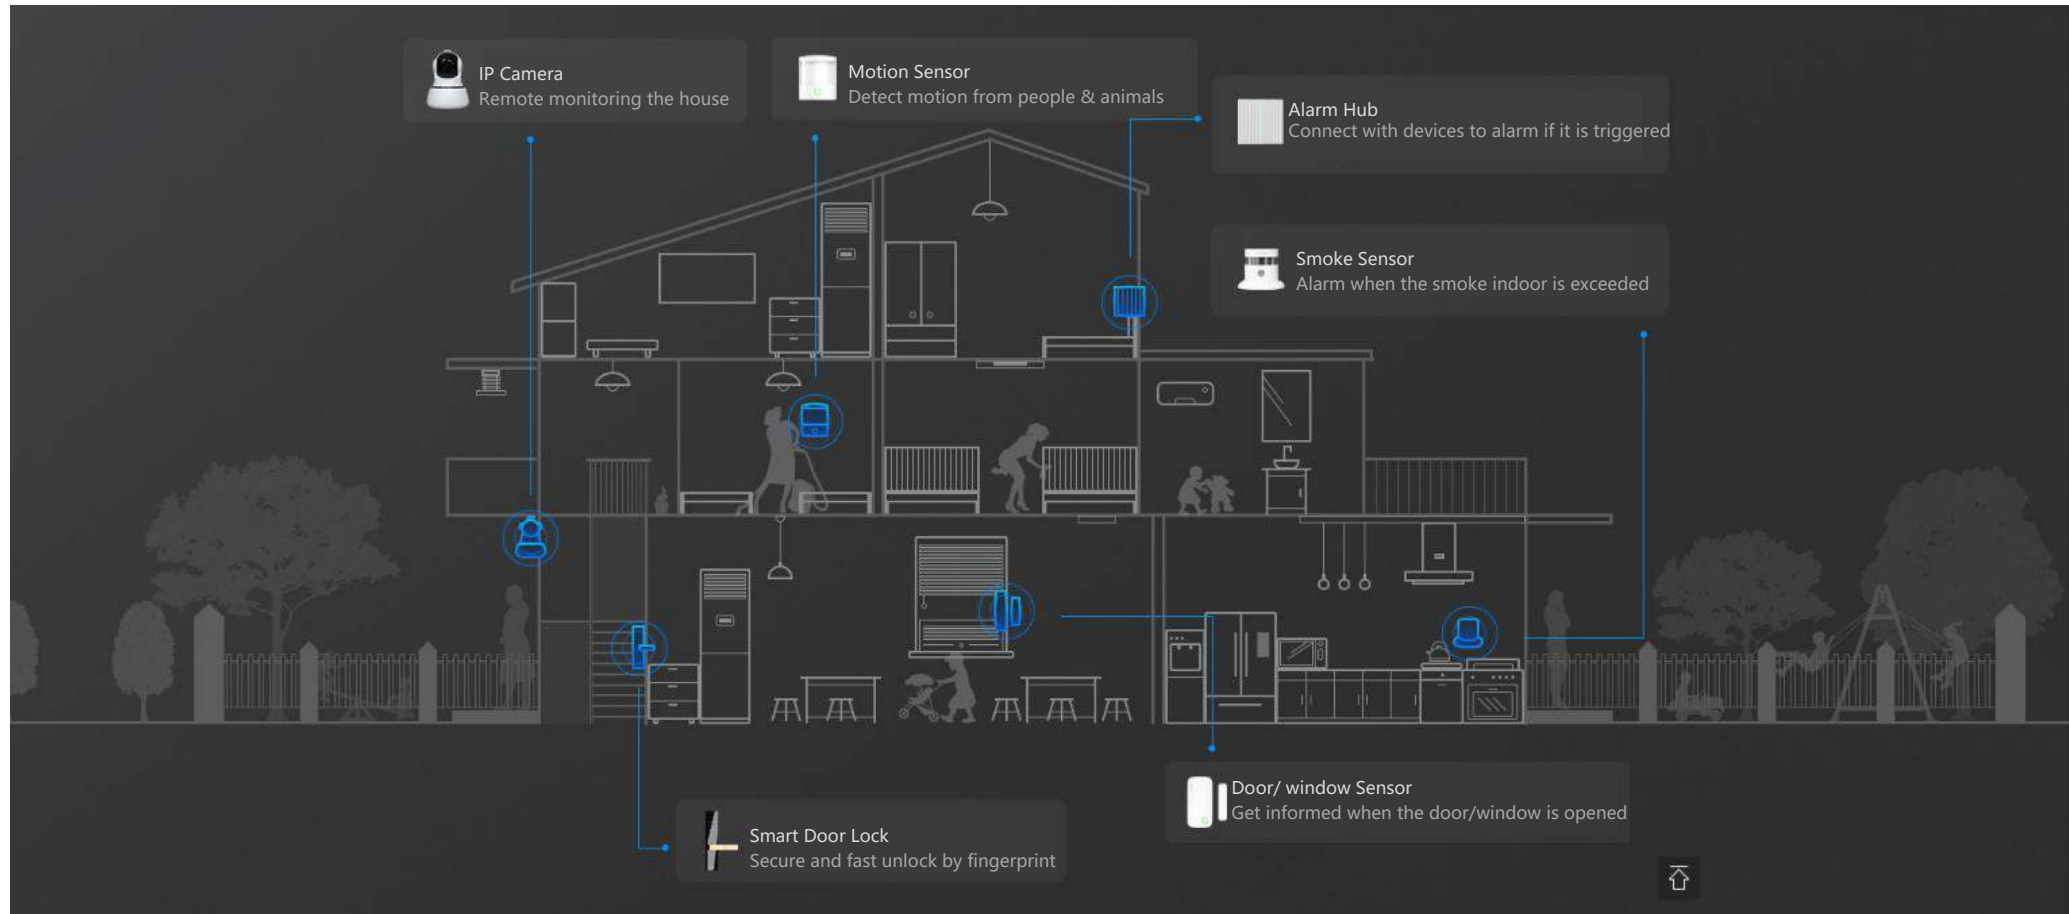 IP Camera
Remote monitoring the house
Motion Sensor
Detect motion from people & animals
Alarm Hub
Connect with devices to alarm if it is triggered
Smoke Sensor
Alarm when the smoke indoor is exceeded
Door/ window Sensor
Get informed when the door/window is opened
Smart Door Lock
Secure and fast unlock by fingerprint